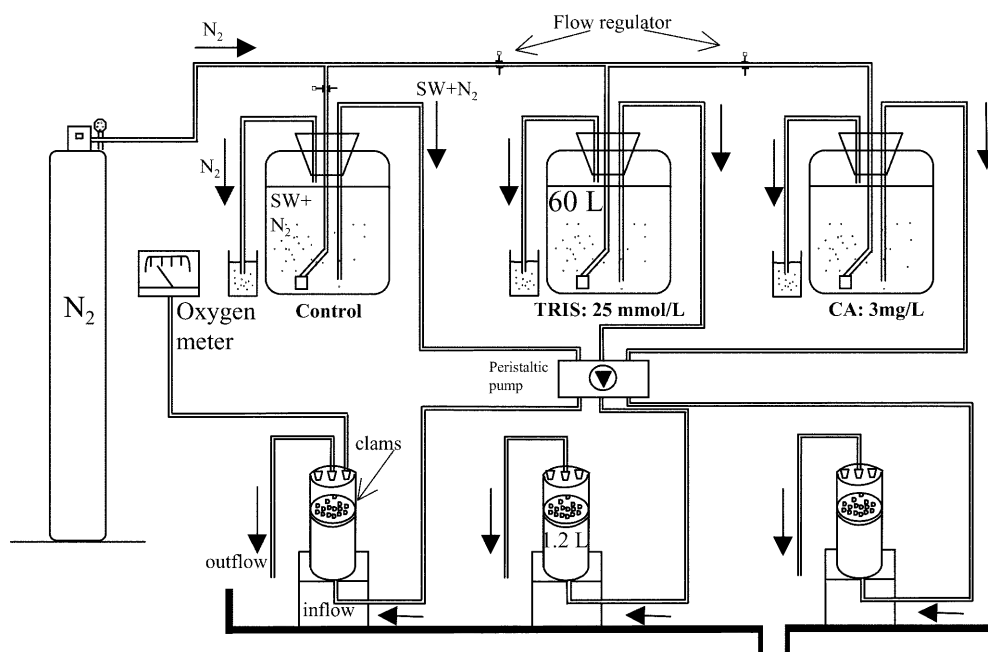 Flow regulator
N2
SW+N2
N2
SW+
N2
60 L
N2
Oxygen
meter
Control
TRIS: 25 mmol/L
CA: 3mg/L
Peristaltic
pump
clams
1.2 L
outflow
inflow